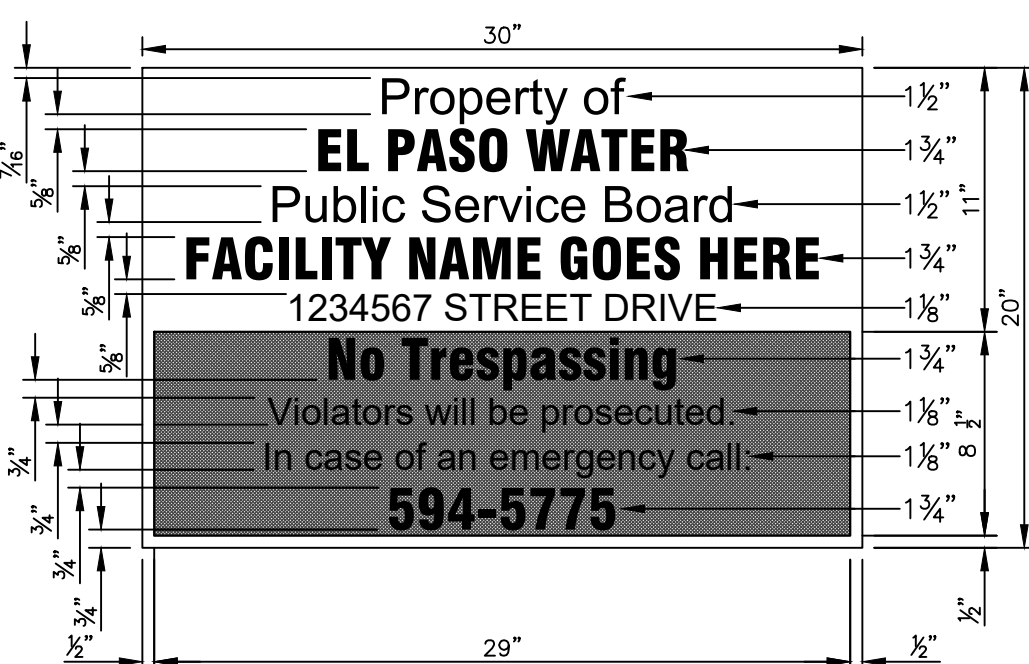 30"
Property of 1½"
EL PASO WATER 1¾"
Public Service Board 1½"
FACILITY NAME GOES HERE 1¾"
1234567 STREET DRIVE 1⅛"
No Trespassing 1¾"
Violators will be prosecuted. 1⅛"
In case of an emergency call: 1⅛"
594-5775 1¾"
7⁄16"
⅝"
⅝"
⅝"
⅝"
¾"
¾"
¾"
¾"
11"
8 ½"
20"
½"
½"
29"
½"